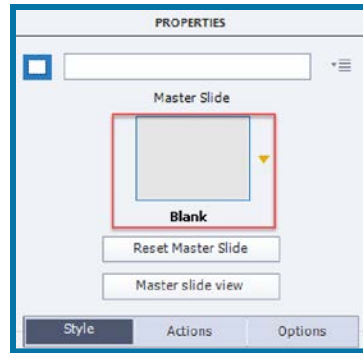 PROPERTIES
Master Slide
Blank
Reset Master Slide
Master slide view
Style Actions Options